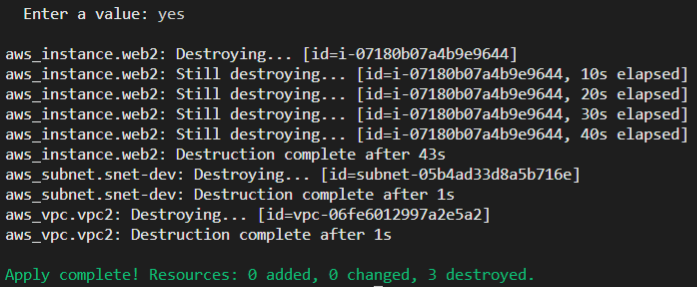 Enter a value: yes
aws_instance.web2: Destroying... [id=i-07180b07a4b9e9644]
aws_instance.web2: Still destroying... [id=i-07180b07a4b9e9644, 10s elapsed]
aws_instance.web2: Still destroying... [id=i-07180b07a4b9e9644, 20s elapsed]
aws_instance.web2: Still destroying... [id=i-07180b07a4b9e9644, 30s elapsed]
aws_instance.web2: Still destroying... [id=i-07180b07a4b9e9644, 40s elapsed]
aws_instance.web2: Destruction complete after 43s
aws_subnet.snet-dev: Destroying... [id=subnet-05b4ad33d8a5b716e]
aws_subnet.snet-dev: Destruction complete after 1s
aws_vpc.vpc2: Destroying... [id=vpc-06fe6012997a2e5a2]
aws_vpc.vpc2: Destruction complete after 1s
Apply complete! Resources: 0 added, 0 changed, 3 destroyed.